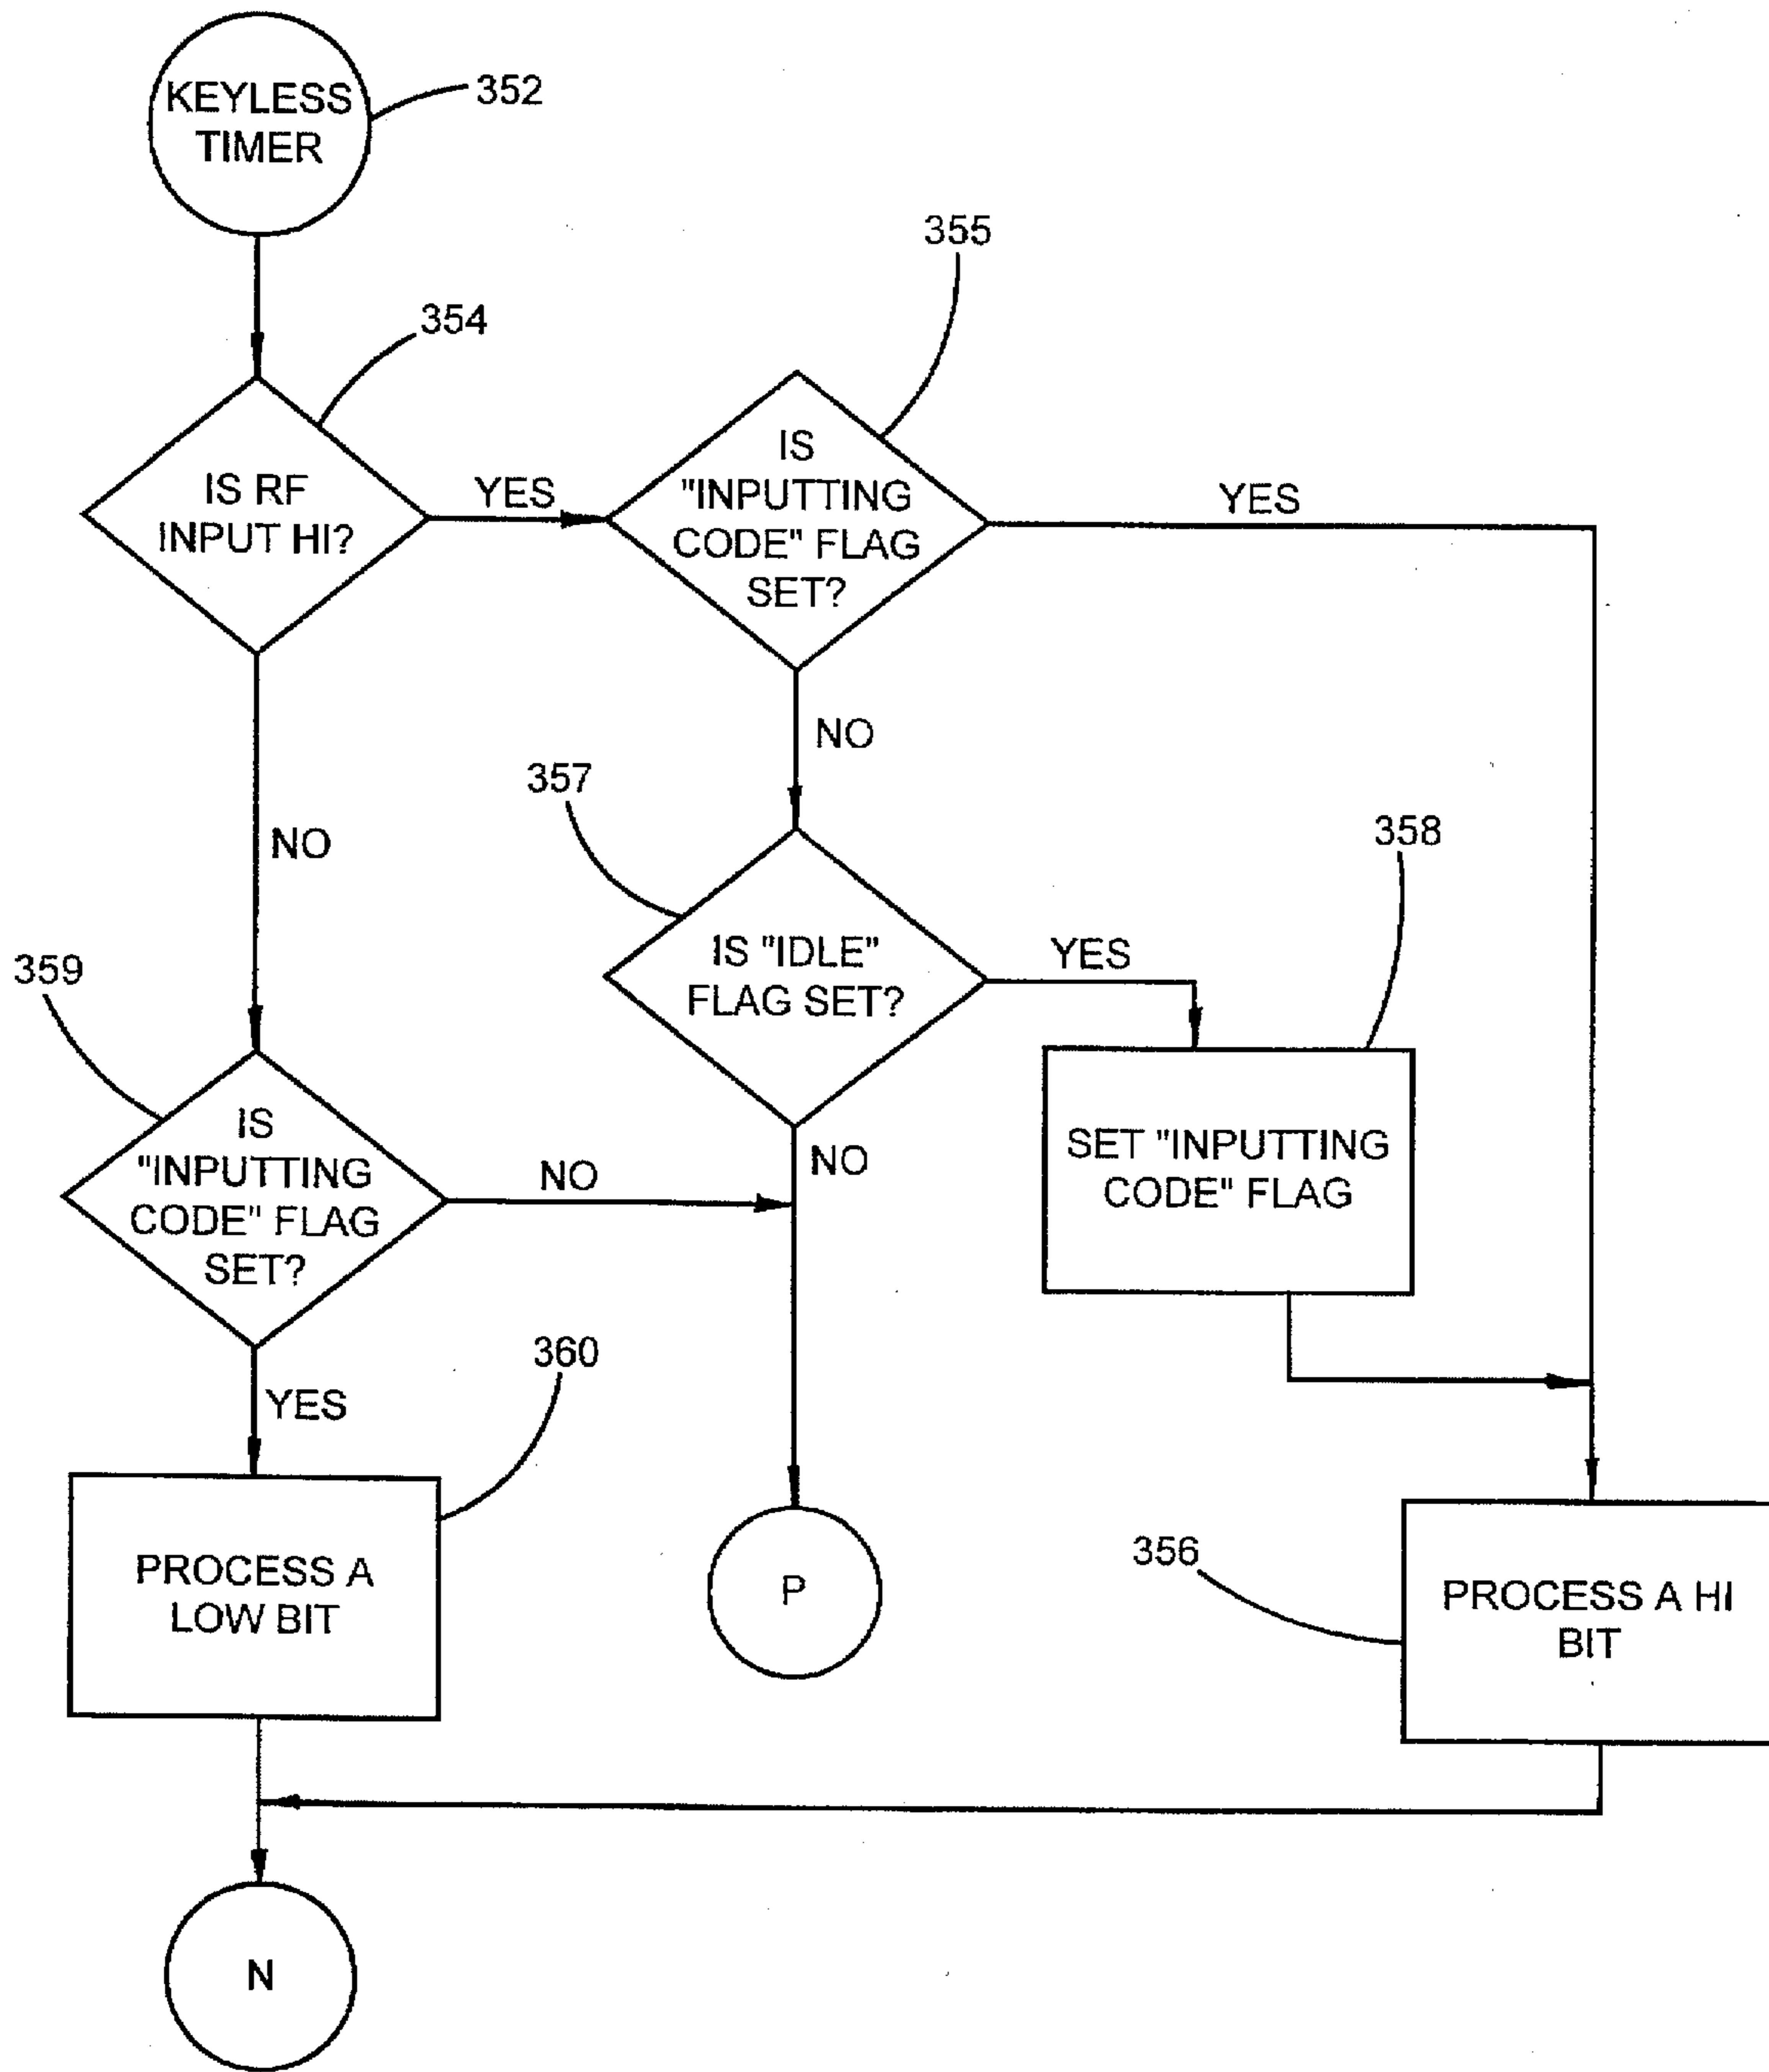 KEYLESS
TIMER
352
354
355
IS RF
INPUT HI?
YES
IS
"INPUTTING
CODE" FLAG
SET?
YES
NO
NO
357
IS "IDLE"
FLAG SET?
YES
358
SET "INPUTTING
CODE" FLAG
359
IS
"INPUTTING
CODE" FLAG
SET?
NO
NO
YES
360
PROCESS A
LOW BIT
P
356
PROCESS A HI
BIT
N